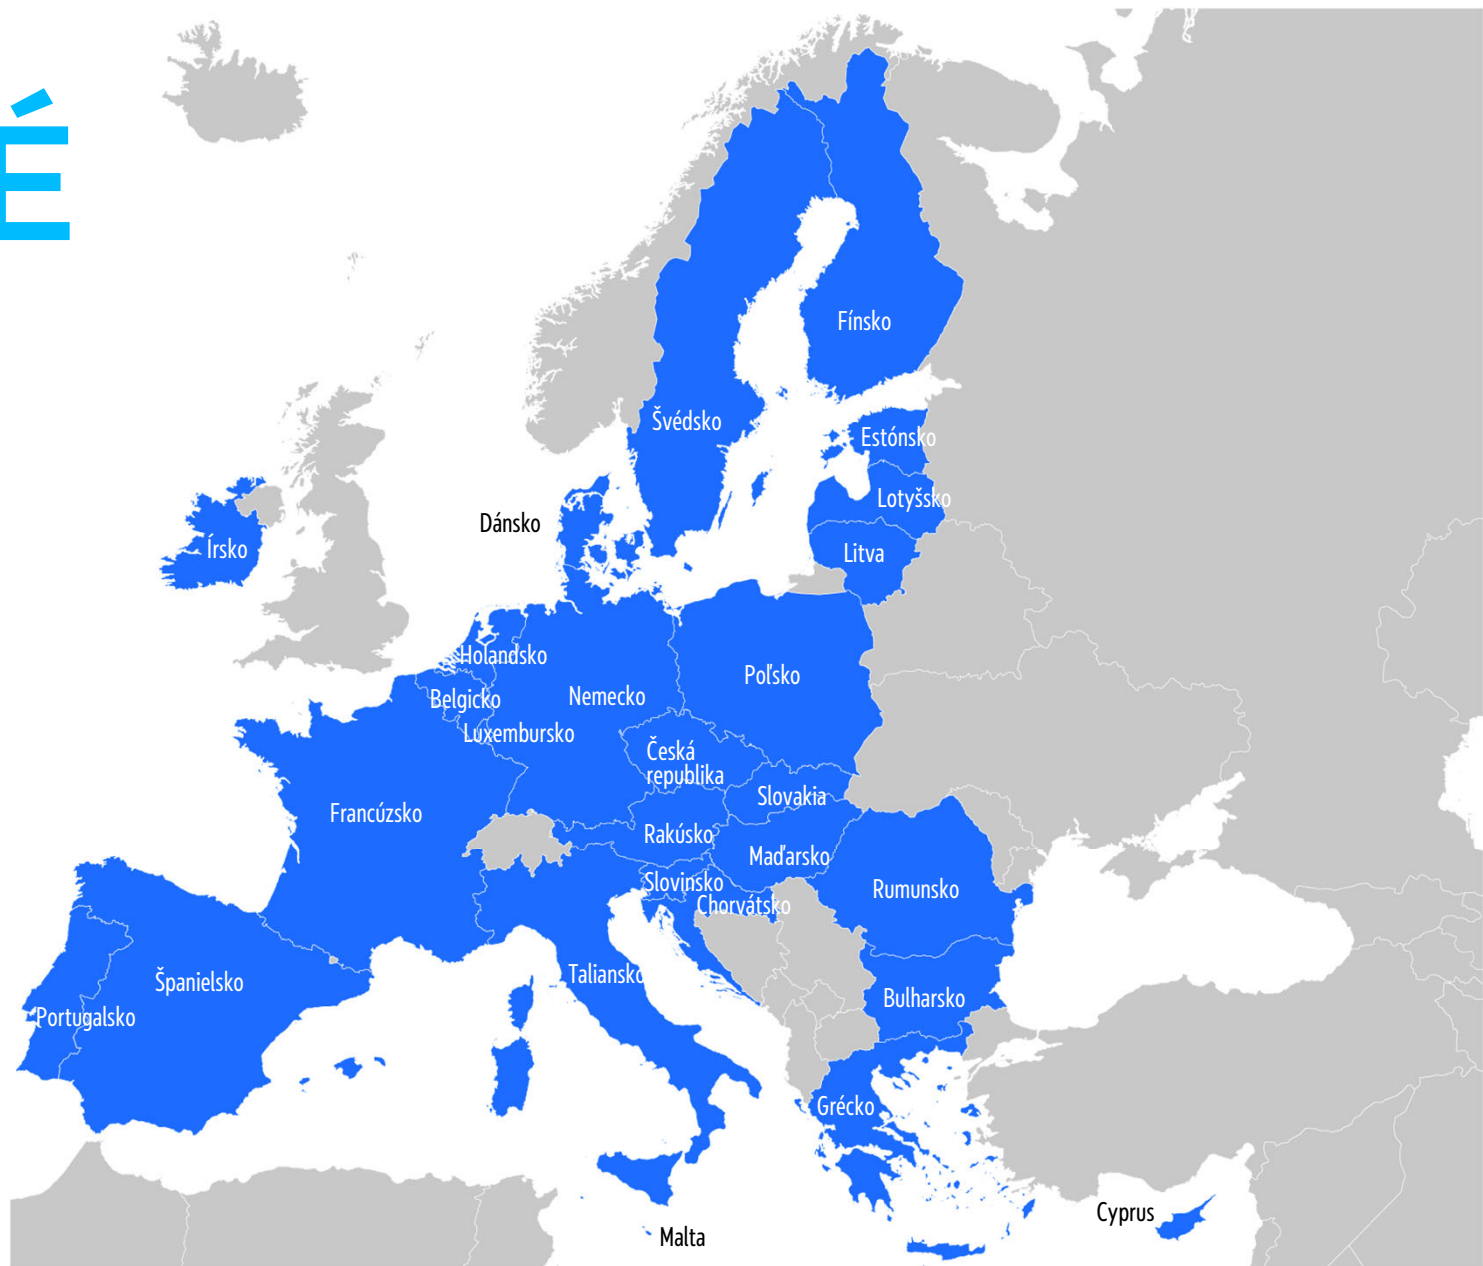 É
Fínsko
Švédsko
Estónsko
Lotyšsko
Dánsko
Írsko
Litva
Holandsko
Poľsko
Belgicko
Nemecko
Luxembursko
Česká
republika
Slovakia
Francúzsko
Rakúsko
Maďarsko
Slovinsko
Rumunsko
Chorvátsko
Taliansko
Španielsko
Bulharsko
Portugalsko
Grécko
Cyprus
Malta